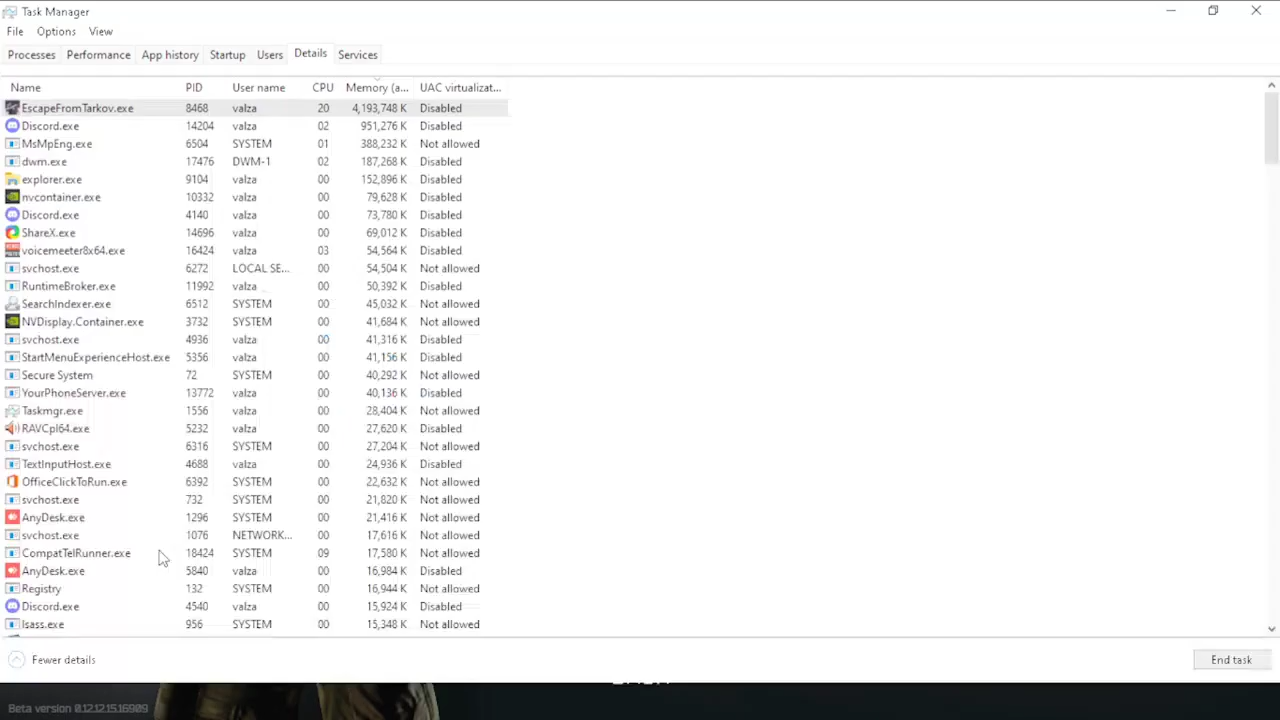 Task Manager
File Options View
Processes Performance App history Startup Users Details Services
Name PID User name CPU Memory (a... UAC virtualizat...
EscapeFromTarkov.exe 8468 valza 20 4,193,748 K Disabled
Discord.exe 14204 valza 02 951,276 K Disabled
MsMpEng.exe 6504 SYSTEM 01 388,232 K Not allowed
dwm.exe 17476 DWM-1 02 187,268 K Disabled
explorer.exe 9104 valza 00 152,896 K Disabled
nvcontainer.exe 10332 valza 00 79,628 K Disabled
Discord.exe 4140 valza 00 73,780 K Disabled
ShareX.exe 14696 valza 00 69,012 K Disabled
voicemeeter8x64.exe 16424 valza 03 54,564 K Disabled
svchost.exe 6272 LOCAL SE... 00 54,504 K Not allowed
RuntimeBroker.exe 11992 valza 00 50,392 K Disabled
SearchIndexer.exe 6512 SYSTEM 00 45,032 K Not allowed
NVDisplay.Container.exe 3732 SYSTEM 00 41,684 K Not allowed
svchost.exe 4936 valza 00 41,316 K Disabled
StartMenuExperienceHost.exe 5356 valza 00 41,156 K Disabled
Secure System 72 SYSTEM 00 40,292 K Not allowed
YourPhoneServer.exe 13772 valza 00 40,136 K Disabled
Taskmgr.exe 1556 valza 00 28,404 K Not allowed
RAVCpl64.exe 5232 valza 00 27,620 K Disabled
svchost.exe 6316 SYSTEM 00 27,204 K Not allowed
TextInputHost.exe 4688 valza 00 24,936 K Disabled
OfficeClickToRun.exe 6392 SYSTEM 00 22,632 K Not allowed
svchost.exe 732 SYSTEM 00 21,820 K Not allowed
AnyDesk.exe 1296 SYSTEM 00 21,416 K Not allowed
svchost.exe 1076 NETWORK... 00 17,616 K Not allowed
CompatTelRunner.exe 18424 SYSTEM 09 17,580 K Not allowed
AnyDesk.exe 5840 valza 00 16,984 K Disabled
Registry 132 SYSTEM 00 16,944 K Not allowed
Discord.exe 4540 valza 00 15,924 K Disabled
lsass.exe 956 SYSTEM 00 15,348 K Not allowed
Fewer details End task
Beta version 0.12.12.15.16909